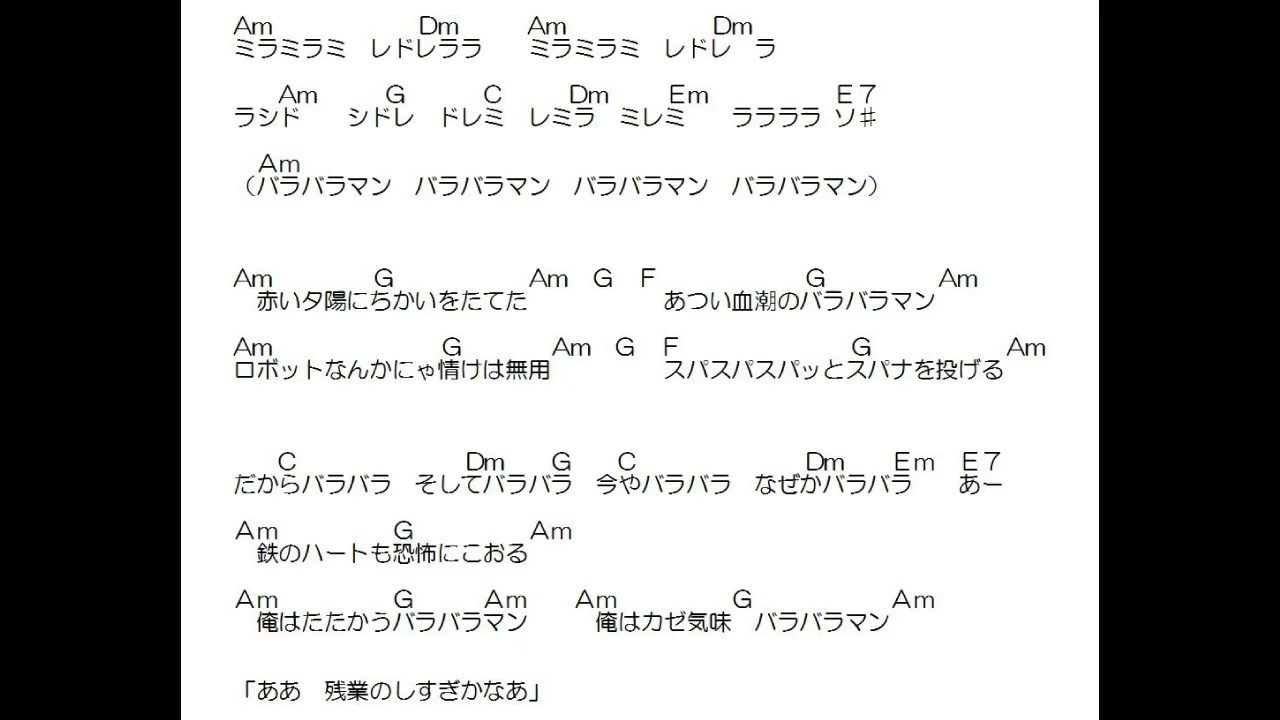 Am Dm Am Dm
ミラミラミ　レドレララ　　ミラミラミ　レドレ　ラ
Am G C Dm Em E7
ラシド　　シドレ　ドレミ　レミラ　ミレミ　　ララララ ソ♯
Am
（バラバラマン　バラバラマン　バラバラマン　バラバラマン）
Am G Am G F G Am
赤い夕陽にちかいをたてた　　　　　　あつい血潮のバラバラマン
Am G Am G F G Am
ロボットなんかにゃ情けは無用　　　　　スパスパスパッとスパナを投げる
C Dm G C Dm Em E7
だからバラバラ　そしてバラバラ　今やバラバラ　なぜかバラバラ　　あー
Am G Am
鉄のハートも恐怖にこおる
Am G Am Am G Am
俺はたたかうバラバラマン　　　俺はカゼ気味　バラバラマン
「ああ　残業のしすぎかなあ」